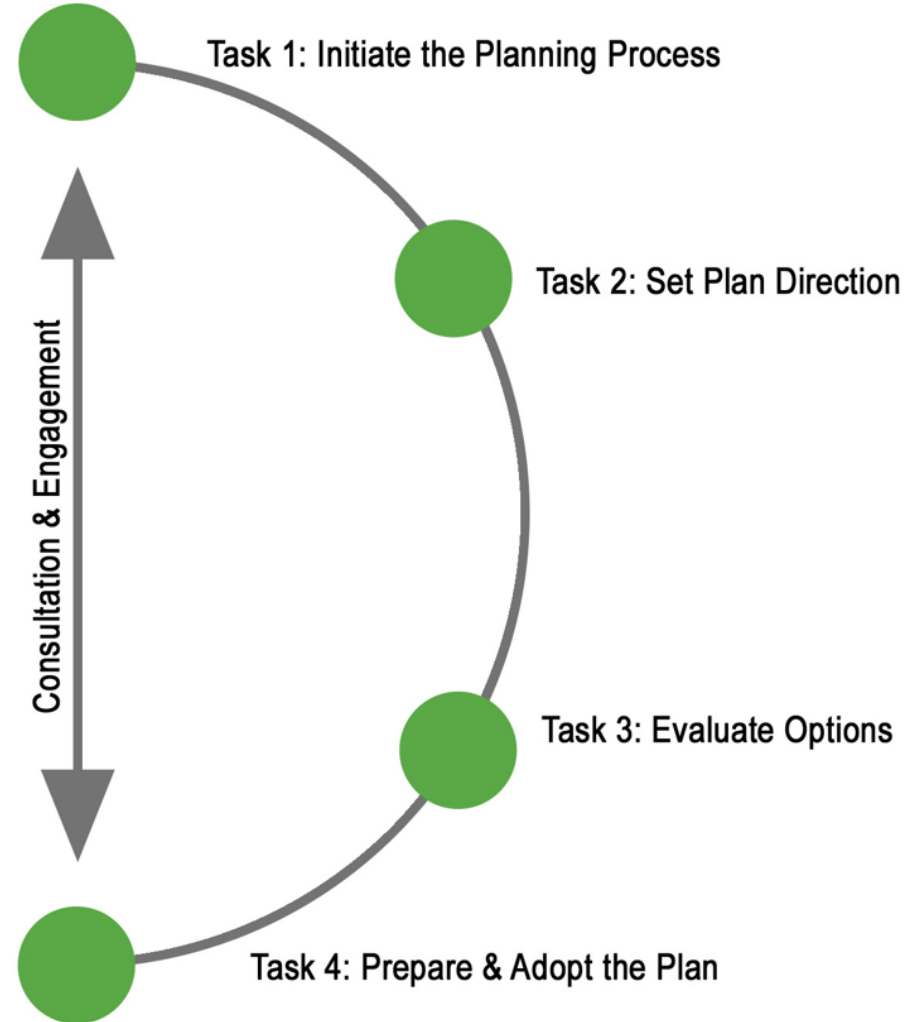 Task 1: Initiate the Planning Process
Task 2: Set Plan Direction
Consultation & Engagement
Task 3: Evaluate Options
Task 4: Prepare & Adopt the Plan